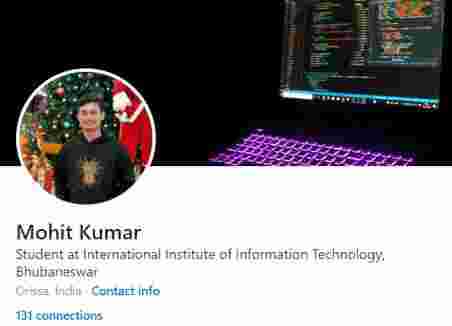 Mohit Kumar
Student at International Institute of Information Technology,
Bhubaneswar
Orissa, India · Contact info
131 connections